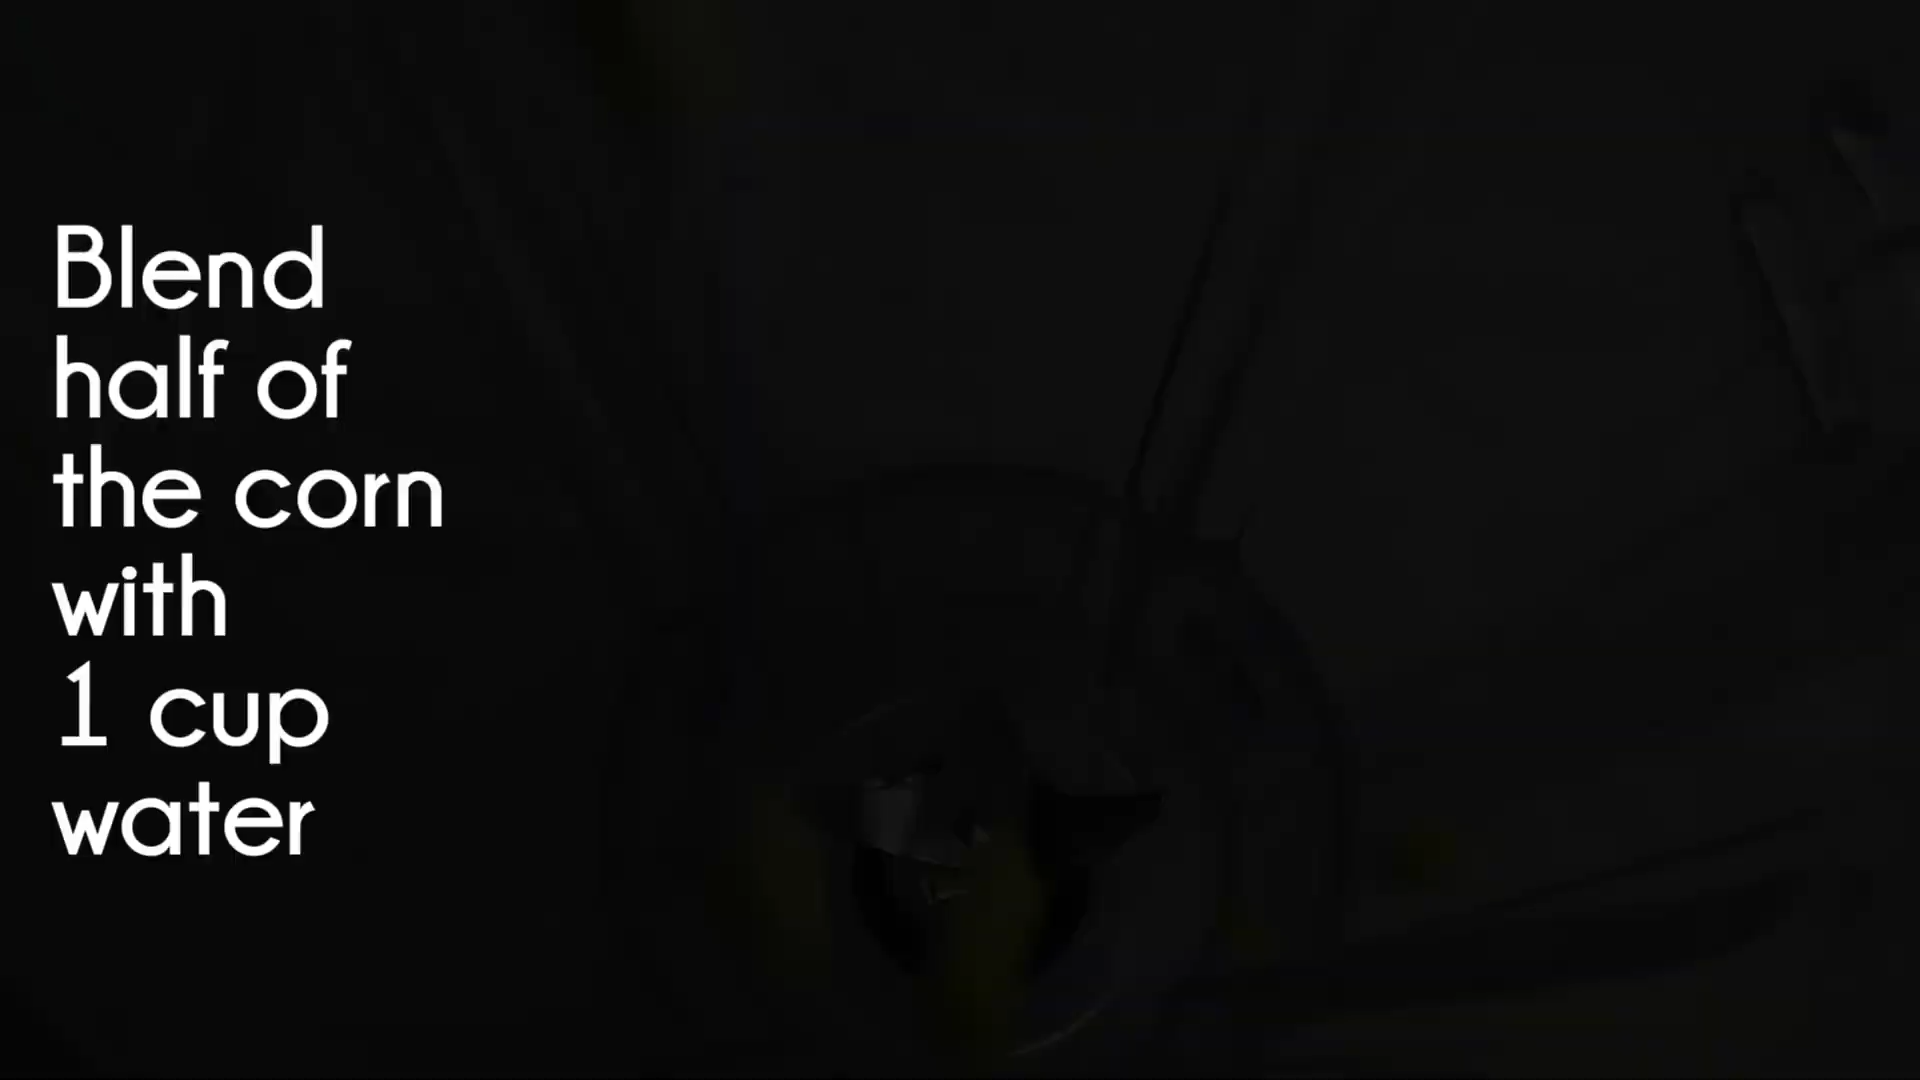 Blend
half of
the corn
with
1 cup
water